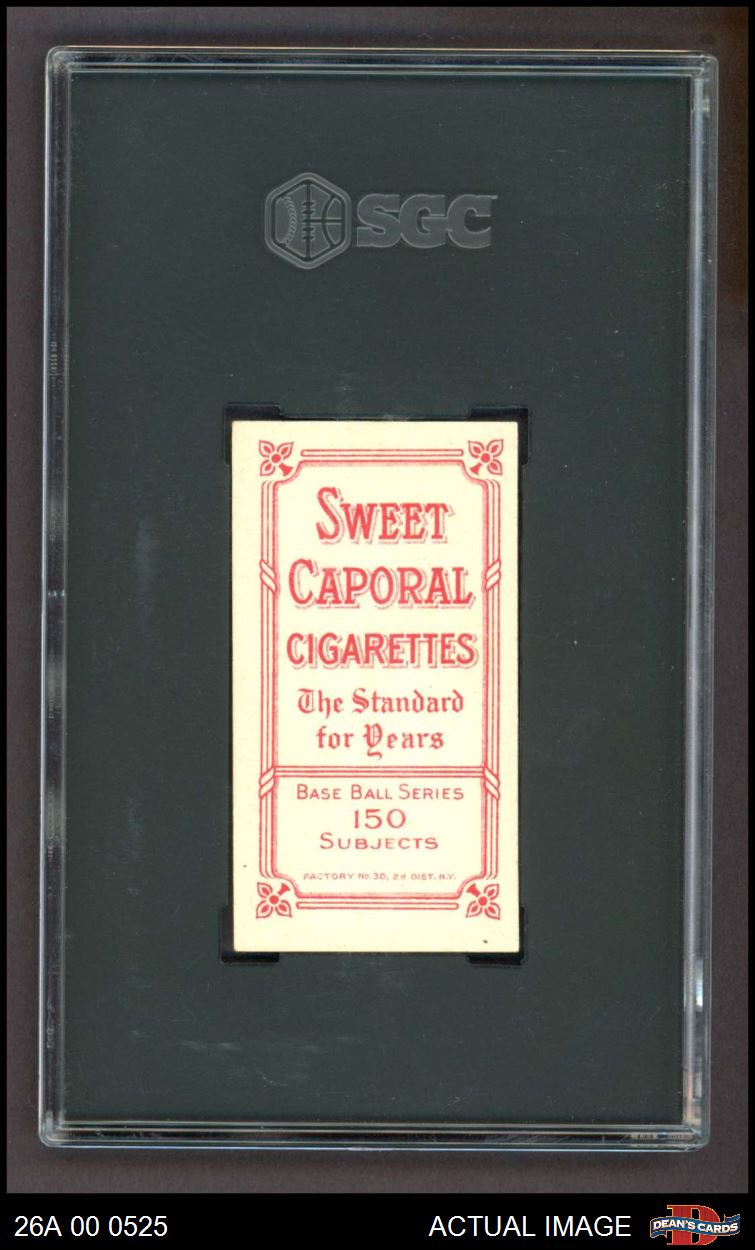 SGC
SWEET
CAPORAL
CIGARETTES
The Standard
for Years
BASE BALL SERIES
150
SUBJECTS
FACTORY No. 30, 2d DIST. N.Y.
26A 00 0525
ACTUAL IMAGE
D
DEAN'S CARDS